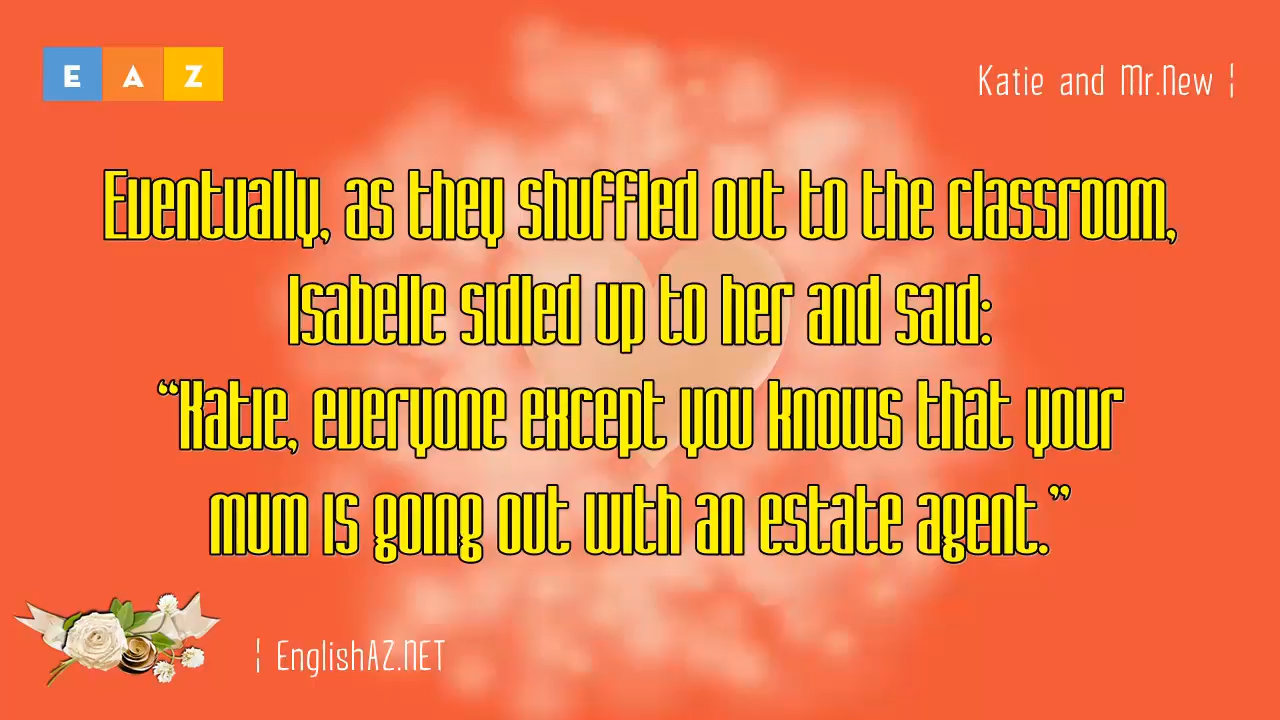 E A Z
Katie and Mr.New ¦
Eventually, as they shuffled out to the classroom,
Isabelle sidled up to her and said:
“Katie, everyone except you knows that your
mum is going out with an estate agent.”
¦ EnglishAZ.NET